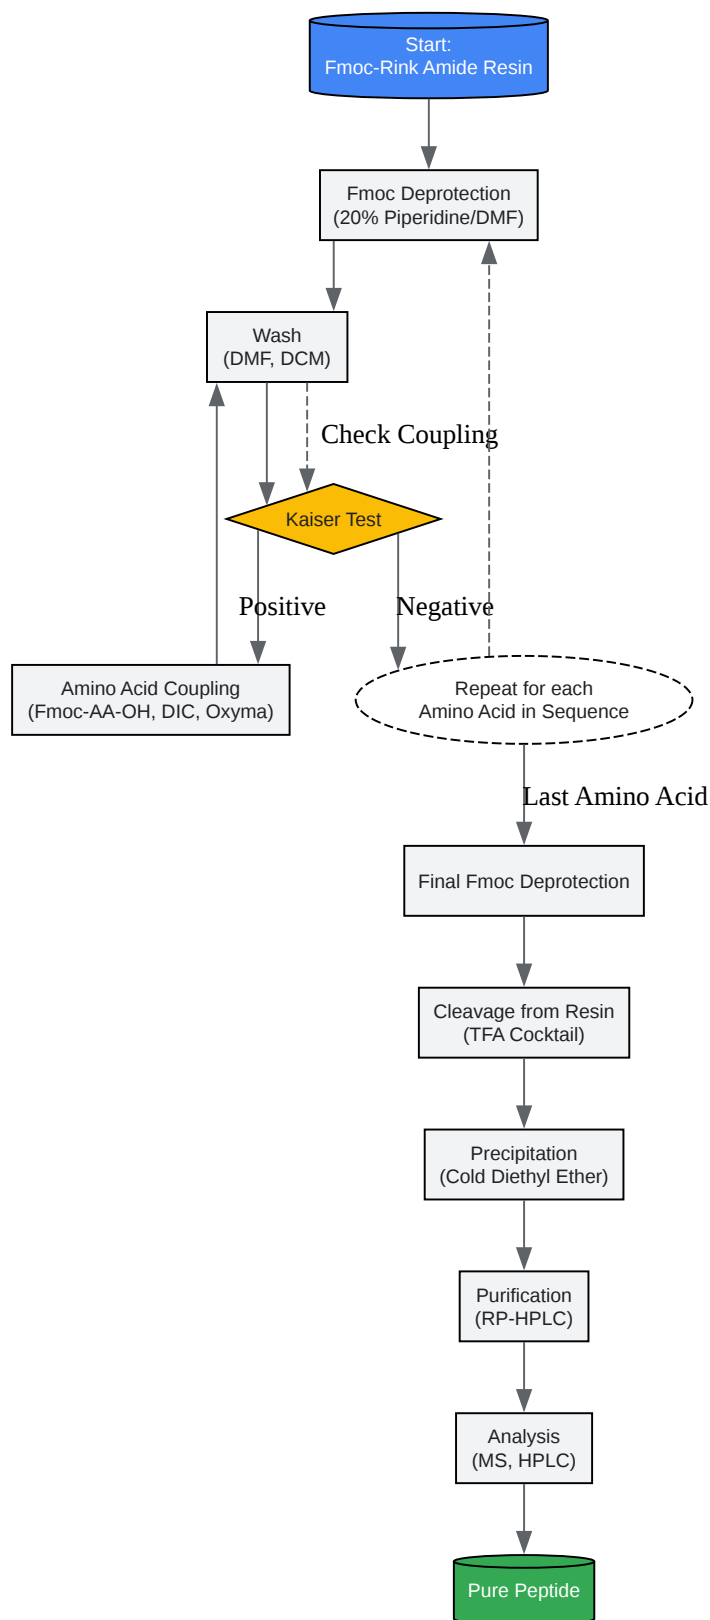 Start:
Fmoc-Rink Amide Resin
Fmoc Deprotection
(20% Piperidine/DMF)
Wash
(DMF, DCM)
Check Coupling
Kaiser Test
Positive
Negative
Amino Acid Coupling
(Fmoc-AA-OH, DIC, Oxyma)
Repeat for each
Amino Acid in Sequence
Last Amino Acid
Final Fmoc Deprotection
Cleavage from Resin
(TFA Cocktail)
Precipitation
(Cold Diethyl Ether)
Purification
(RP-HPLC)
Analysis
(MS, HPLC)
Pure Peptide